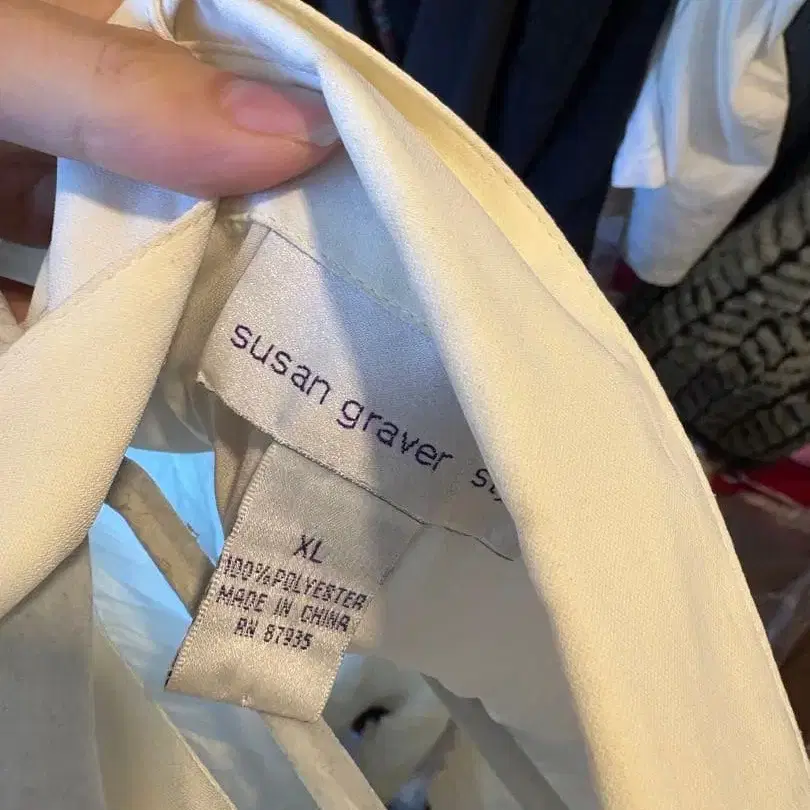 susan graver
XL
100% POLYESTER
MADE IN CHINA
RN 87935